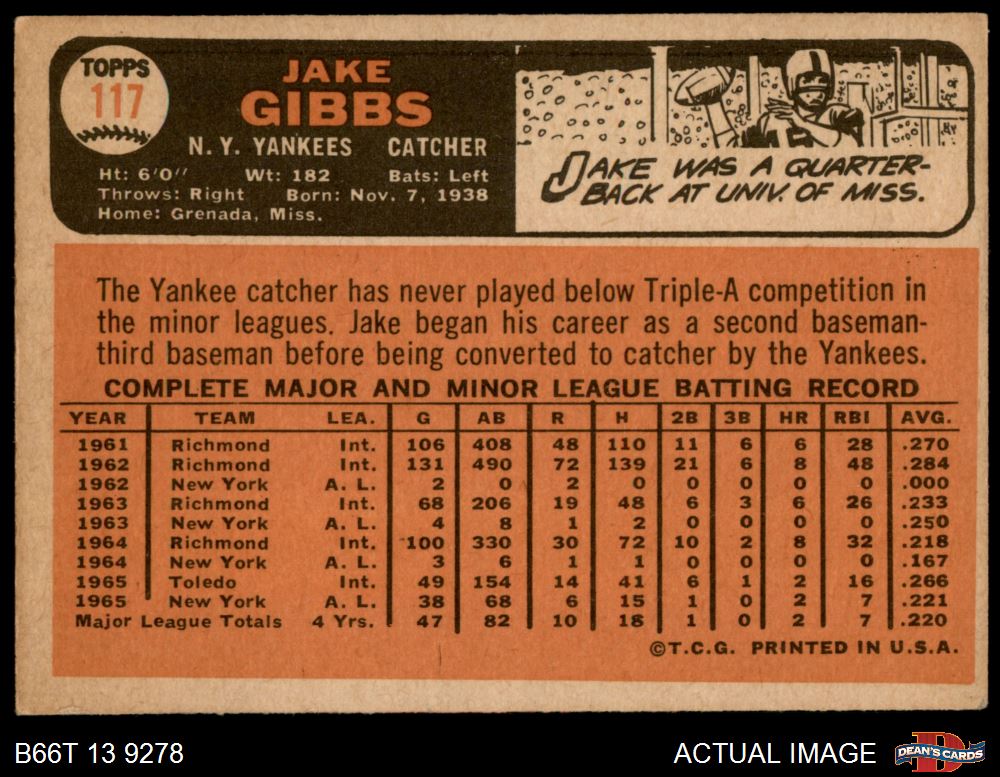 TOPPS
117
JAKE
GIBBS
N. Y. YANKEES CATCHER
Ht: 6'0" Wt: 182 Bats: Left
Throws: Right Born: Nov. 7, 1938
Home: Grenada, Miss.
JAKE WAS A QUARTER-
BACK AT UNIV. OF MISS.
The Yankee catcher has never played below Triple-A competition in
the minor leagues. Jake began his career as a second baseman-
third baseman before being converted to catcher by the Yankees.
COMPLETE MAJOR AND MINOR LEAGUE BATTING RECORD
YEAR TEAM LEA. G AB R H 2B 3B HR RBI AVG.
1961 Richmond Int. 106 408 48 110 11 6 6 28 .270
1962 Richmond Int. 131 490 72 139 21 6 8 48 .284
1962 New York A. L. 2 0 2 0 0 0 0 0 .000
1963 Richmond Int. 68 206 19 48 6 3 6 26 .233
1963 New York A. L. 4 8 1 2 0 0 0 0 .250
1964 Richmond Int. 100 330 30 72 10 2 8 32 .218
1964 New York A. L. 3 6 1 1 0 0 0 0 .167
1965 Toledo Int. 49 154 14 41 6 1 2 16 .266
1965 New York A. L. 38 68 6 15 1 0 2 7 .221
Major League Totals 4 Yrs. 47 82 10 18 1 0 2 7 .220
©T.C.G. PRINTED IN U.S.A.
B66T 13 9278
ACTUAL IMAGE
DEAN'S CARDS